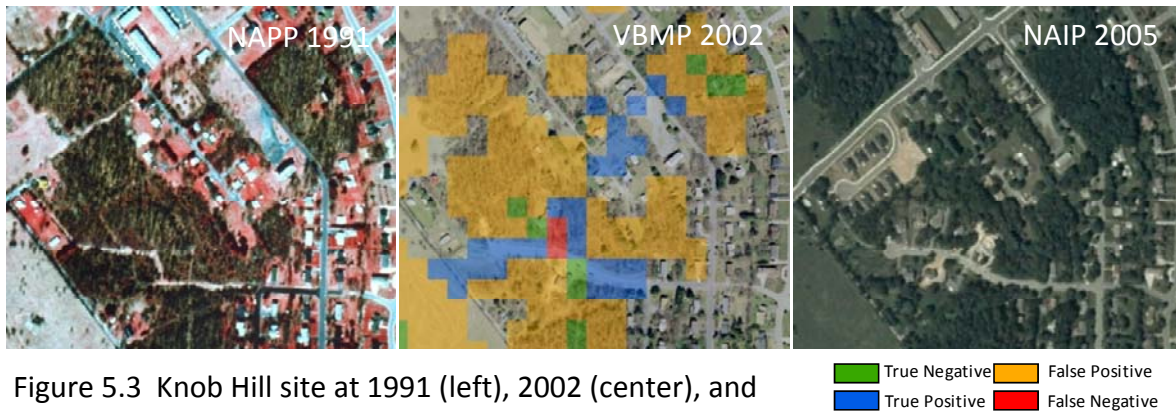 NAPP 1991
VBMP 2002
NAIP 2005
Figure 5.3 Knob Hill site at 1991 (left), 2002 (center), and
True Negative
False Positive
True Positive
False Negative